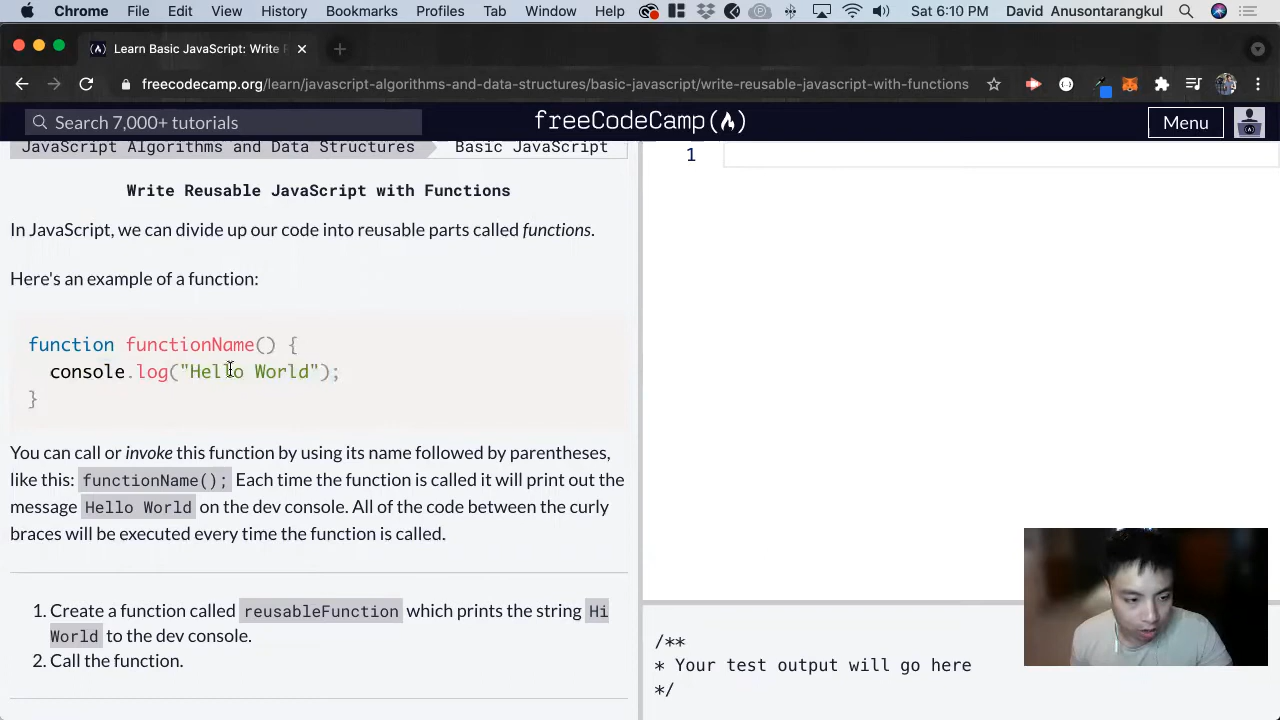 Chrome File Edit View History Bookmarks Profiles Tab Window Help Sat 6:10 PM David Anusontarangkul
Learn Basic JavaScript: Write R
freecodecamp.org/learn/javascript-algorithms-and-data-structures/basic-javascript/write-reusable-javascript-with-functions
Search 7,000+ tutorials
freeCodeCamp
Menu
JavaScript Algorithms and Data Structures
Basic JavaScript
Write Reusable JavaScript with Functions
In JavaScript, we can divide up our code into reusable parts called functions.
Here's an example of a function:
function functionName() {
console.log("Hello World");
}
You can call or invoke this function by using its name followed by parentheses,
like this: functionName(); Each time the function is called it will print out the
message Hello World on the dev console. All of the code between the curly
braces will be executed every time the function is called.
1. Create a function called reusableFunction which prints the string Hi
World to the dev console.
2. Call the function.
1
/**
* Your test output will go here
*/